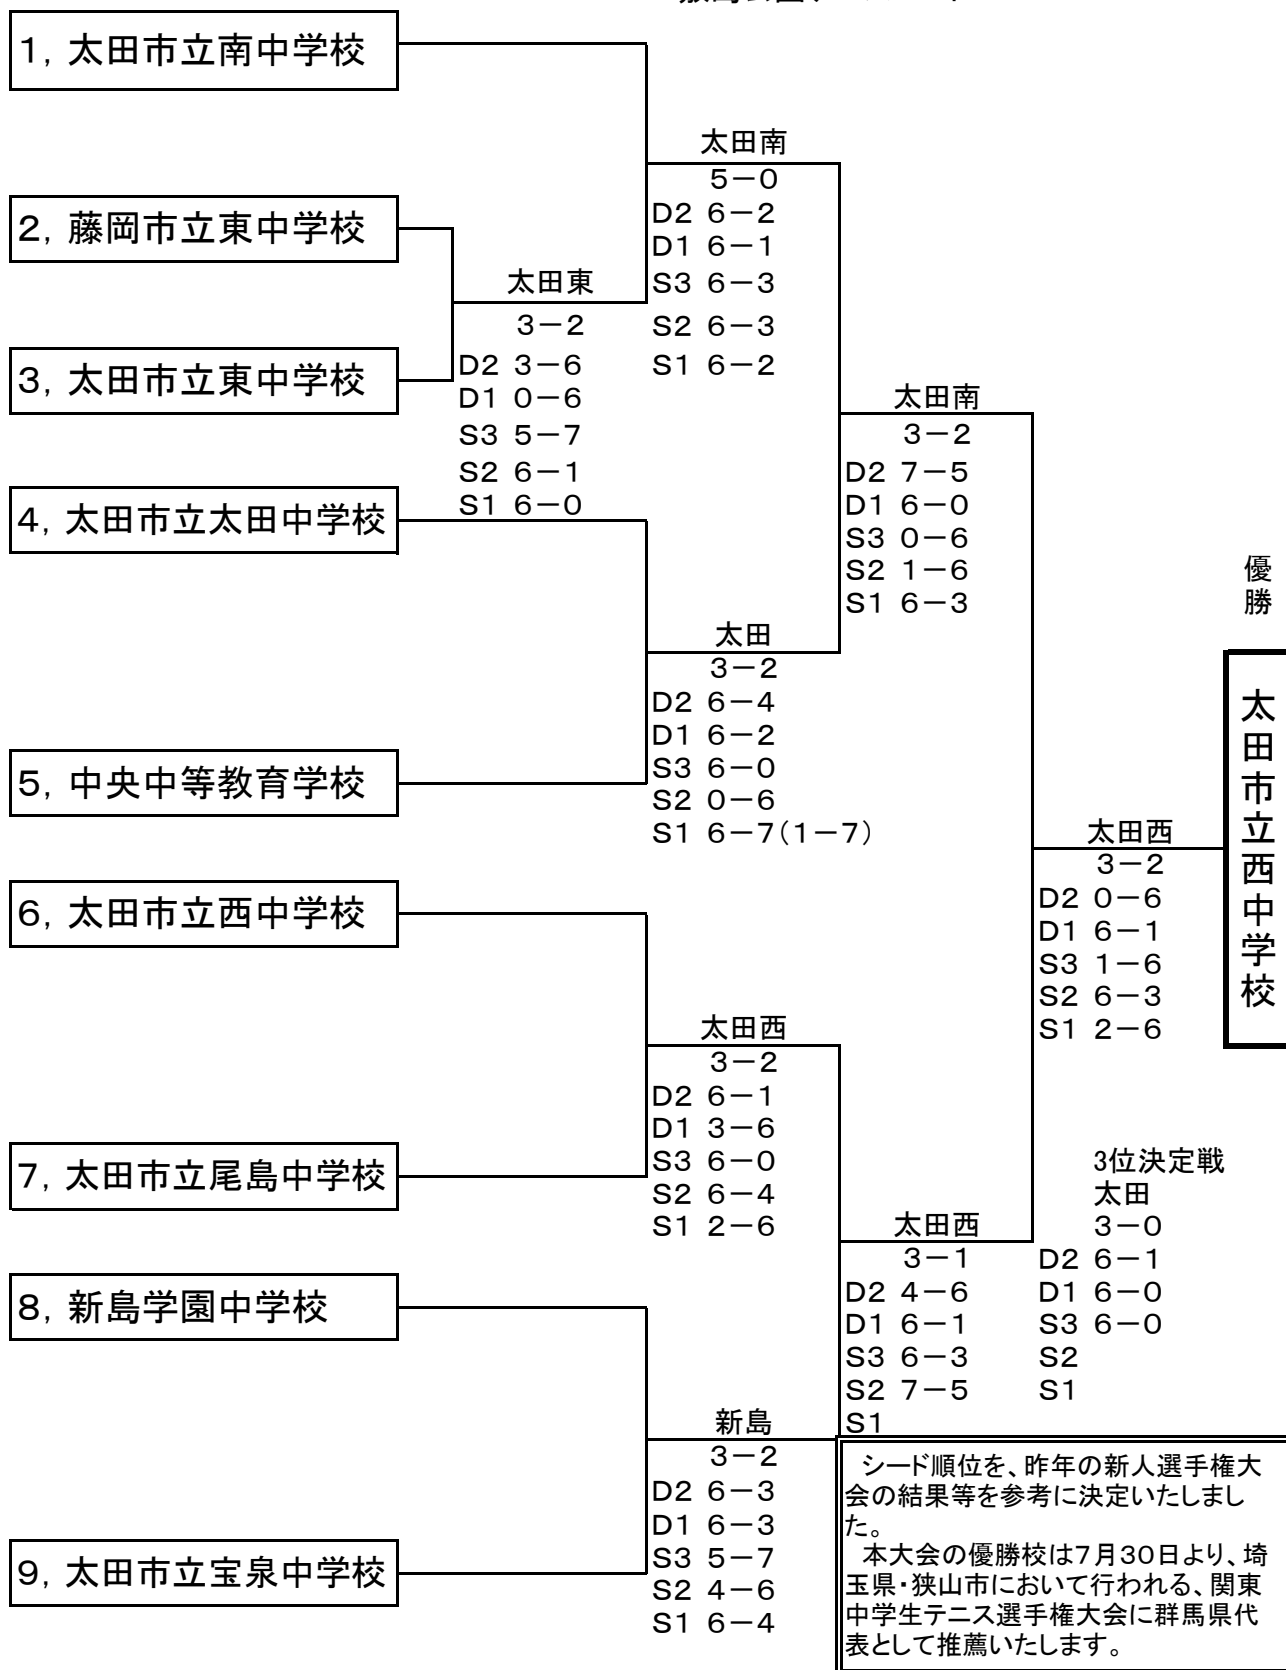 1, 太田市立南中学校
太田南
5－0
D2 6－2
D1 6－1
S3 6－3
S2 6－3
S1 6－2
2, 藤岡市立東中学校
太田東
3－2
D2 3－6
D1 0－6
S3 5－7
S2 6－1
S1 6－0
3, 太田市立東中学校
太田南
3－2
D2 7－5
D1 6－0
S3 0－6
S2 1－6
S1 6－3
4, 太田市立太田中学校
太田
3－2
D2 6－4
D1 6－2
S3 6－0
S2 0－6
S1 6－7(1－7)
5, 中央中等教育学校
優勝
太田市立西中学校
太田西
3－2
D2 0－6
D1 6－1
S3 1－6
S2 6－3
S1 2－6
6, 太田市立西中学校
太田西
3－2
D2 6－1
D1 3－6
S3 6－0
S2 6－4
S1 2－6
7, 太田市立尾島中学校
太田西
3－1
D2 4－6
D1 6－1
S3 6－3
S2 7－5
S1
3位決定戦
太田
3－0
D2 6－1
D1 6－0
S3 6－0
S2
S1
8, 新島学園中学校
新島
3－2
D2 6－3
D1 6－3
S3 5－7
S2 4－6
S1 6－4
9, 太田市立宝泉中学校
シード順位を、昨年の新人選手権大
会の結果等を参考に決定いたしまし
た。
本大会の優勝校は7月30日より、埼
玉県・狭山市において行われる、関東
中学生テニス選手権大会に群馬県代
表として推薦いたします。